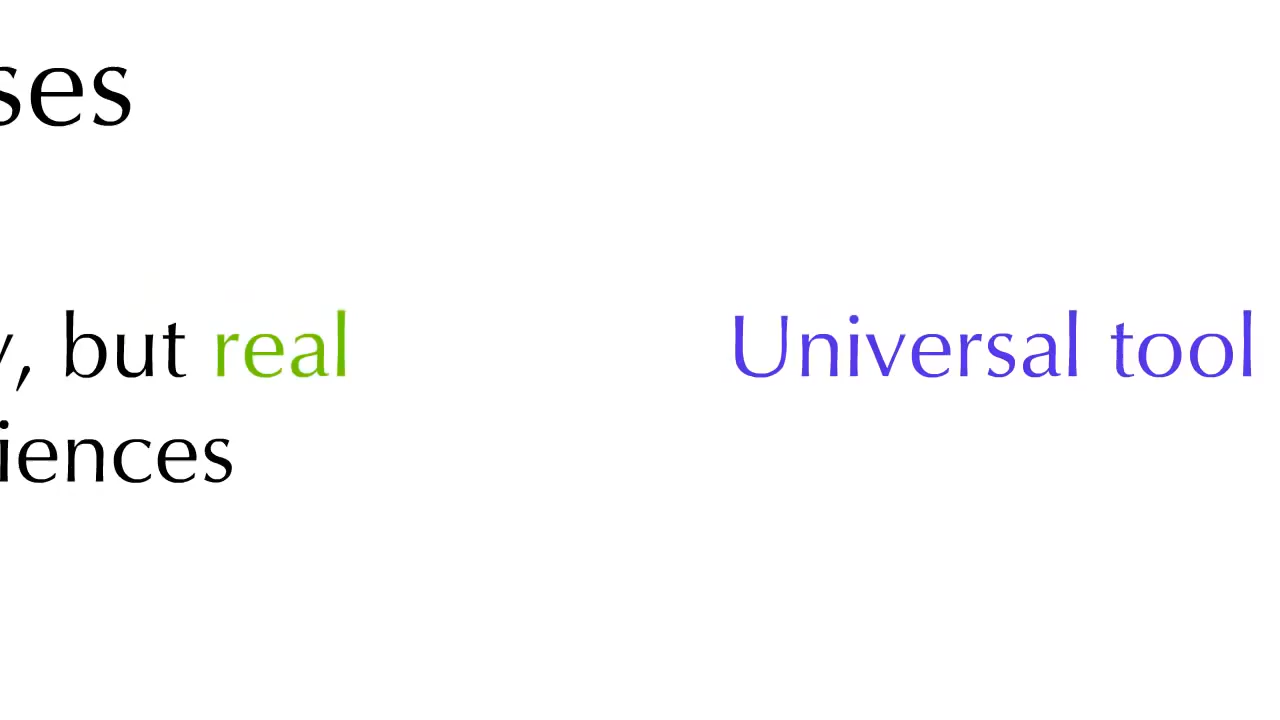 ses
, but real
iences
Universal tool